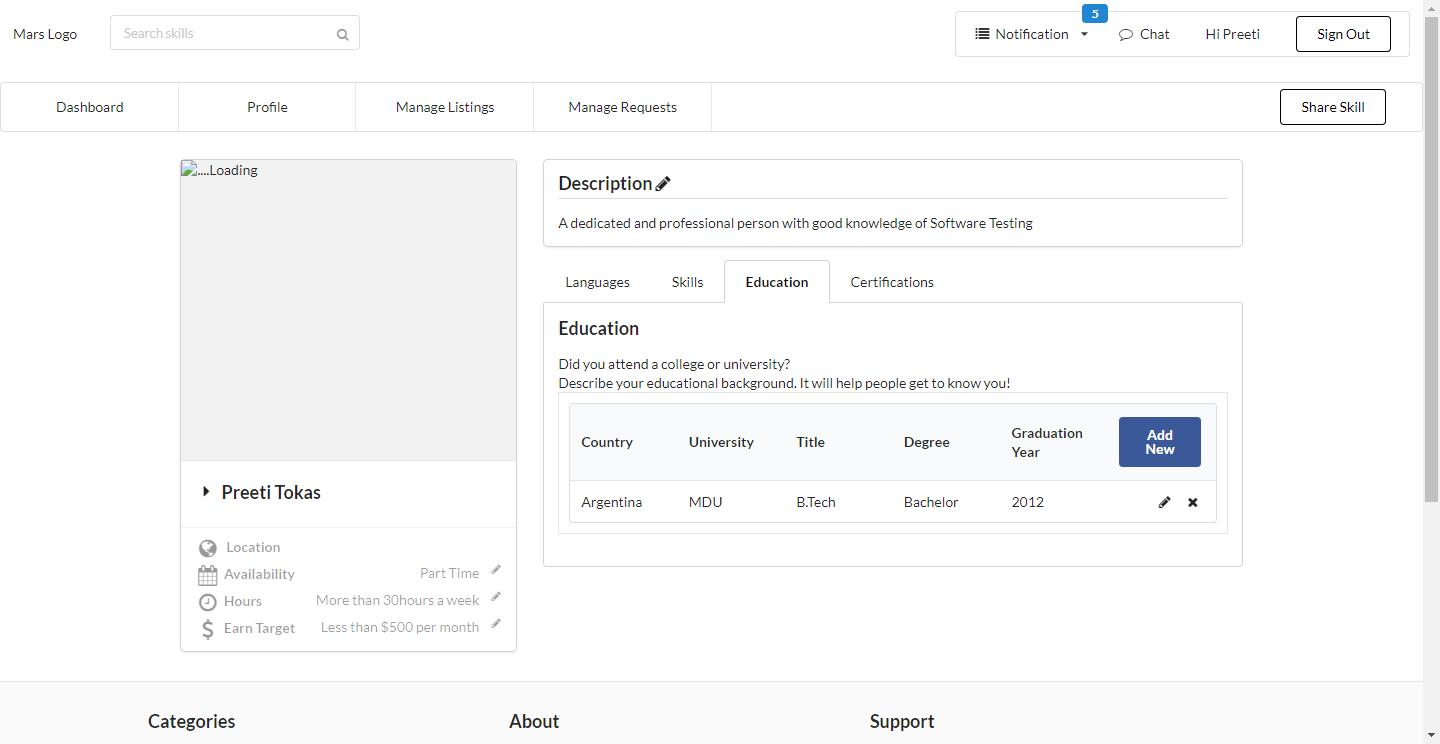 Mars Logo
Search skills
5
Notification
Chat
Hi Preeti
Sign Out
Dashboard
Profile
Manage Listings
Manage Requests
Share Skill
....Loading
Preeti Tokas
Location
Availability Part Time
Hours More than 30hours a week
Earn Target Less than $500 per month
Description
A dedicated and professional person with good knowledge of Software Testing
Languages Skills Education Certifications
Education
Did you attend a college or university?
Describe your educational background. It will help people get to know you!
Country University Title Degree Graduation Year Add New
Argentina MDU B.Tech Bachelor 2012
Categories About Support